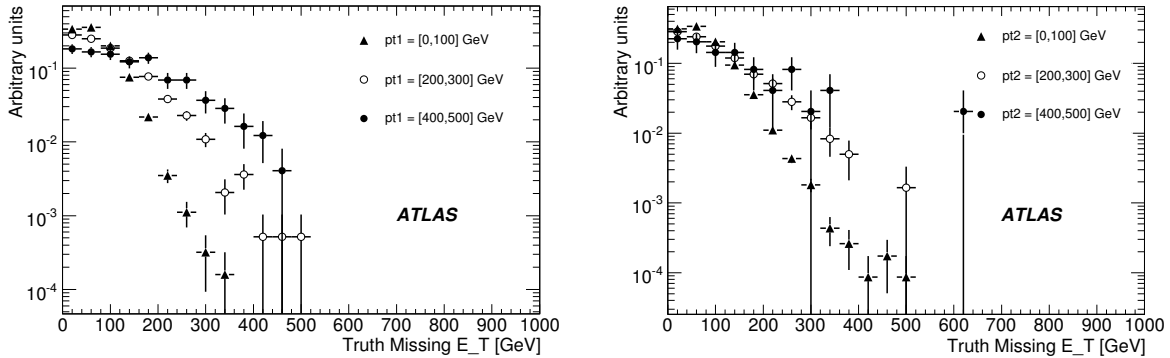 Arbitrary units
10^-1
10^-2
10^-3
10^-4
pt1 = [0,100] GeV
pt1 = [200,300] GeV
pt1 = [400,500] GeV
ATLAS
0 100 200 300 400 500 600 700 800 900 1000
Truth Missing E_T [GeV]
Arbitrary units
10^-1
10^-2
10^-3
10^-4
pt2 = [0,100] GeV
pt2 = [200,300] GeV
pt2 = [400,500] GeV
ATLAS
0 100 200 300 400 500 600 700 800 900 1000
Truth Missing E_T [GeV]